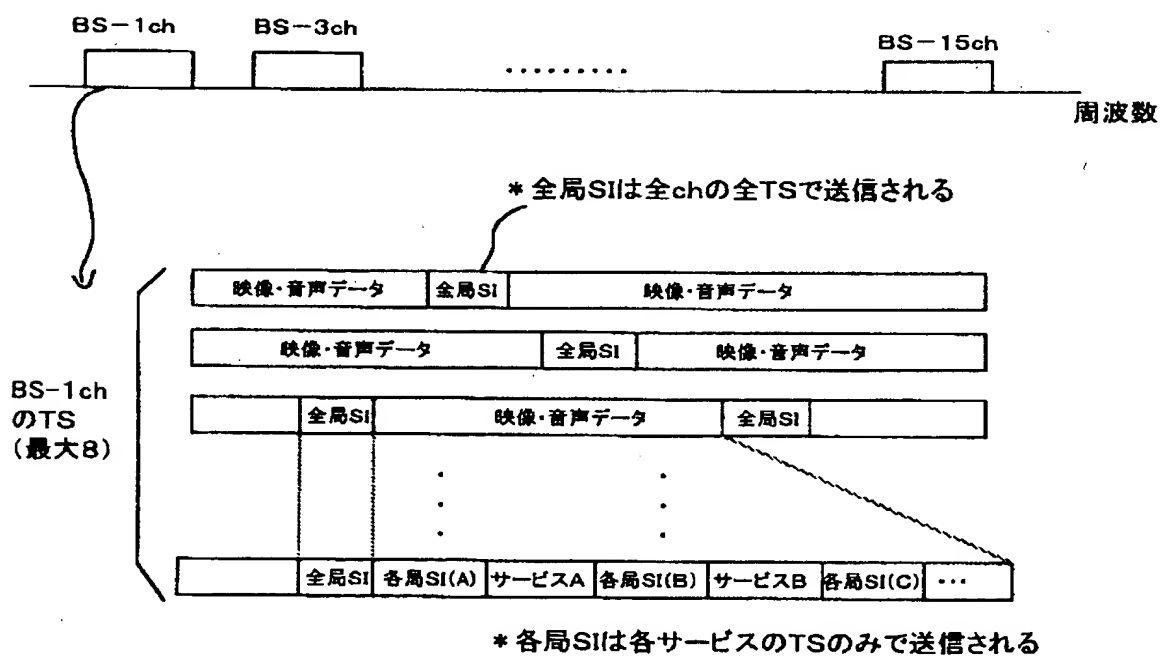 BS-1ch
BS-3ch
BS-15ch
.........
周波数
*全局SIは全chの全TSで送信される
映像・音声データ 全局SI 映像・音声データ
映像・音声データ 全局SI 映像・音声データ
BS-1ch
のTS
(最大8)
全局SI 映像・音声データ 全局SI
全局SI 各局SI(A) サービスA 各局SI(B) サービスB 各局SI(C) ...
*各局SIは各サービスのTSのみで送信される